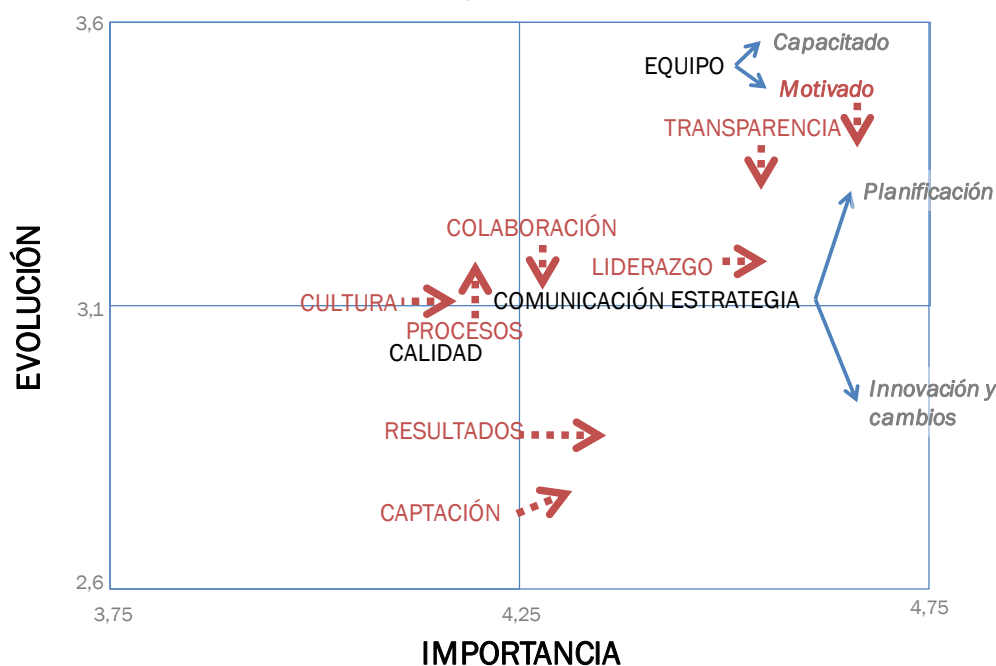 3,6
Capacitado
EQUIPO
Motivado
TRANSPARENCIA
Planificación
COLABORACIÓN
LIDERAZGO
CULTURA
COMUNICACIÓN ESTRATEGIA
3,1
PROCESOS
CALIDAD
EVOLUCIÓN
Innovación y
cambios
RESULTADOS
CAPTACIÓN
2,6
3,75
4,25
4,75
IMPORTANCIA